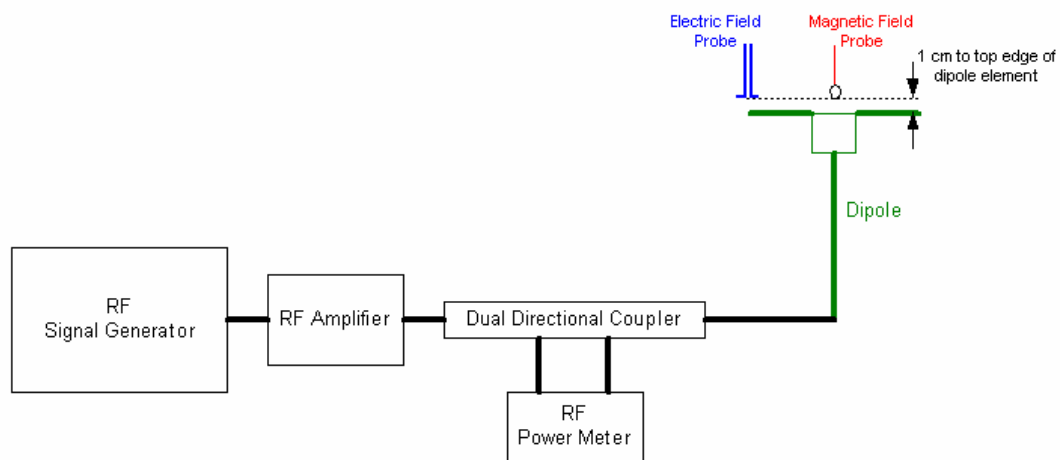 Electric Field
Probe
Magnetic Field
Probe
1 cm to top edge of
dipole element
Dipole
RF
Signal Generator
RF Amplifier
Dual Directional Coupler
RF
Power Meter